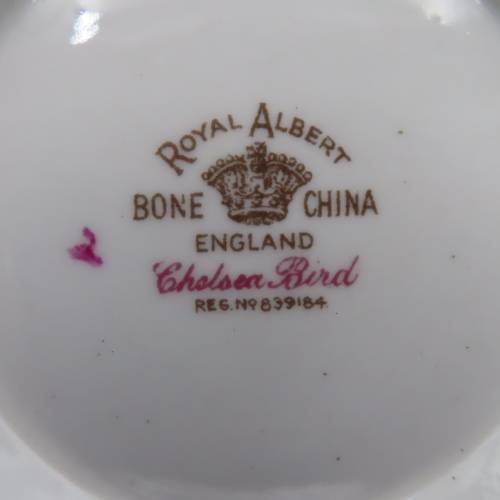 ROYAL ALBERT
BONE CHINA
ENGLAND
Chelsea Bird
REG. Nº 839184.